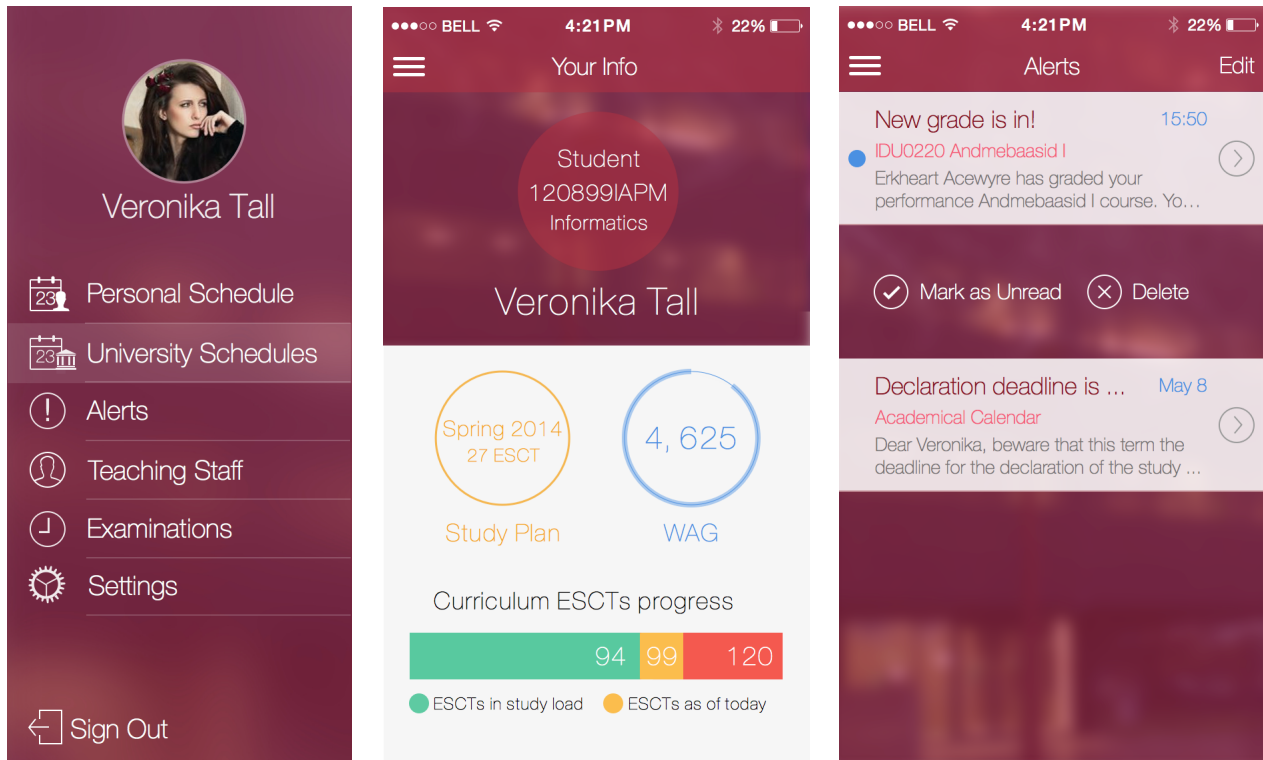 Veronika Tall
23
Personal Schedule
23
University Schedules
Alerts
Teaching Staff
Examinations
Settings
Sign Out
BELL 4:21PM 22%
Your Info
Student
120899IAPM
Informatics
Veronika Tall
Spring 2014
27 ESCT
4, 625
Study Plan
WAG
Curriculum ESCTs progress
94 99 120
ESCTs in study load
ESCTs as of today
BELL 4:21PM 22%
Alerts Edit
New grade is in! 15:50
IDU0220 Andmebaasid I
Erkheart Acewyre has graded your
performance Andmebaasid I course. Yo...
Mark as Unread
Delete
Declaration deadline is ... May 8
Academical Calendar
Dear Veronika, beware that this term the
deadline for the declaration of the study ...